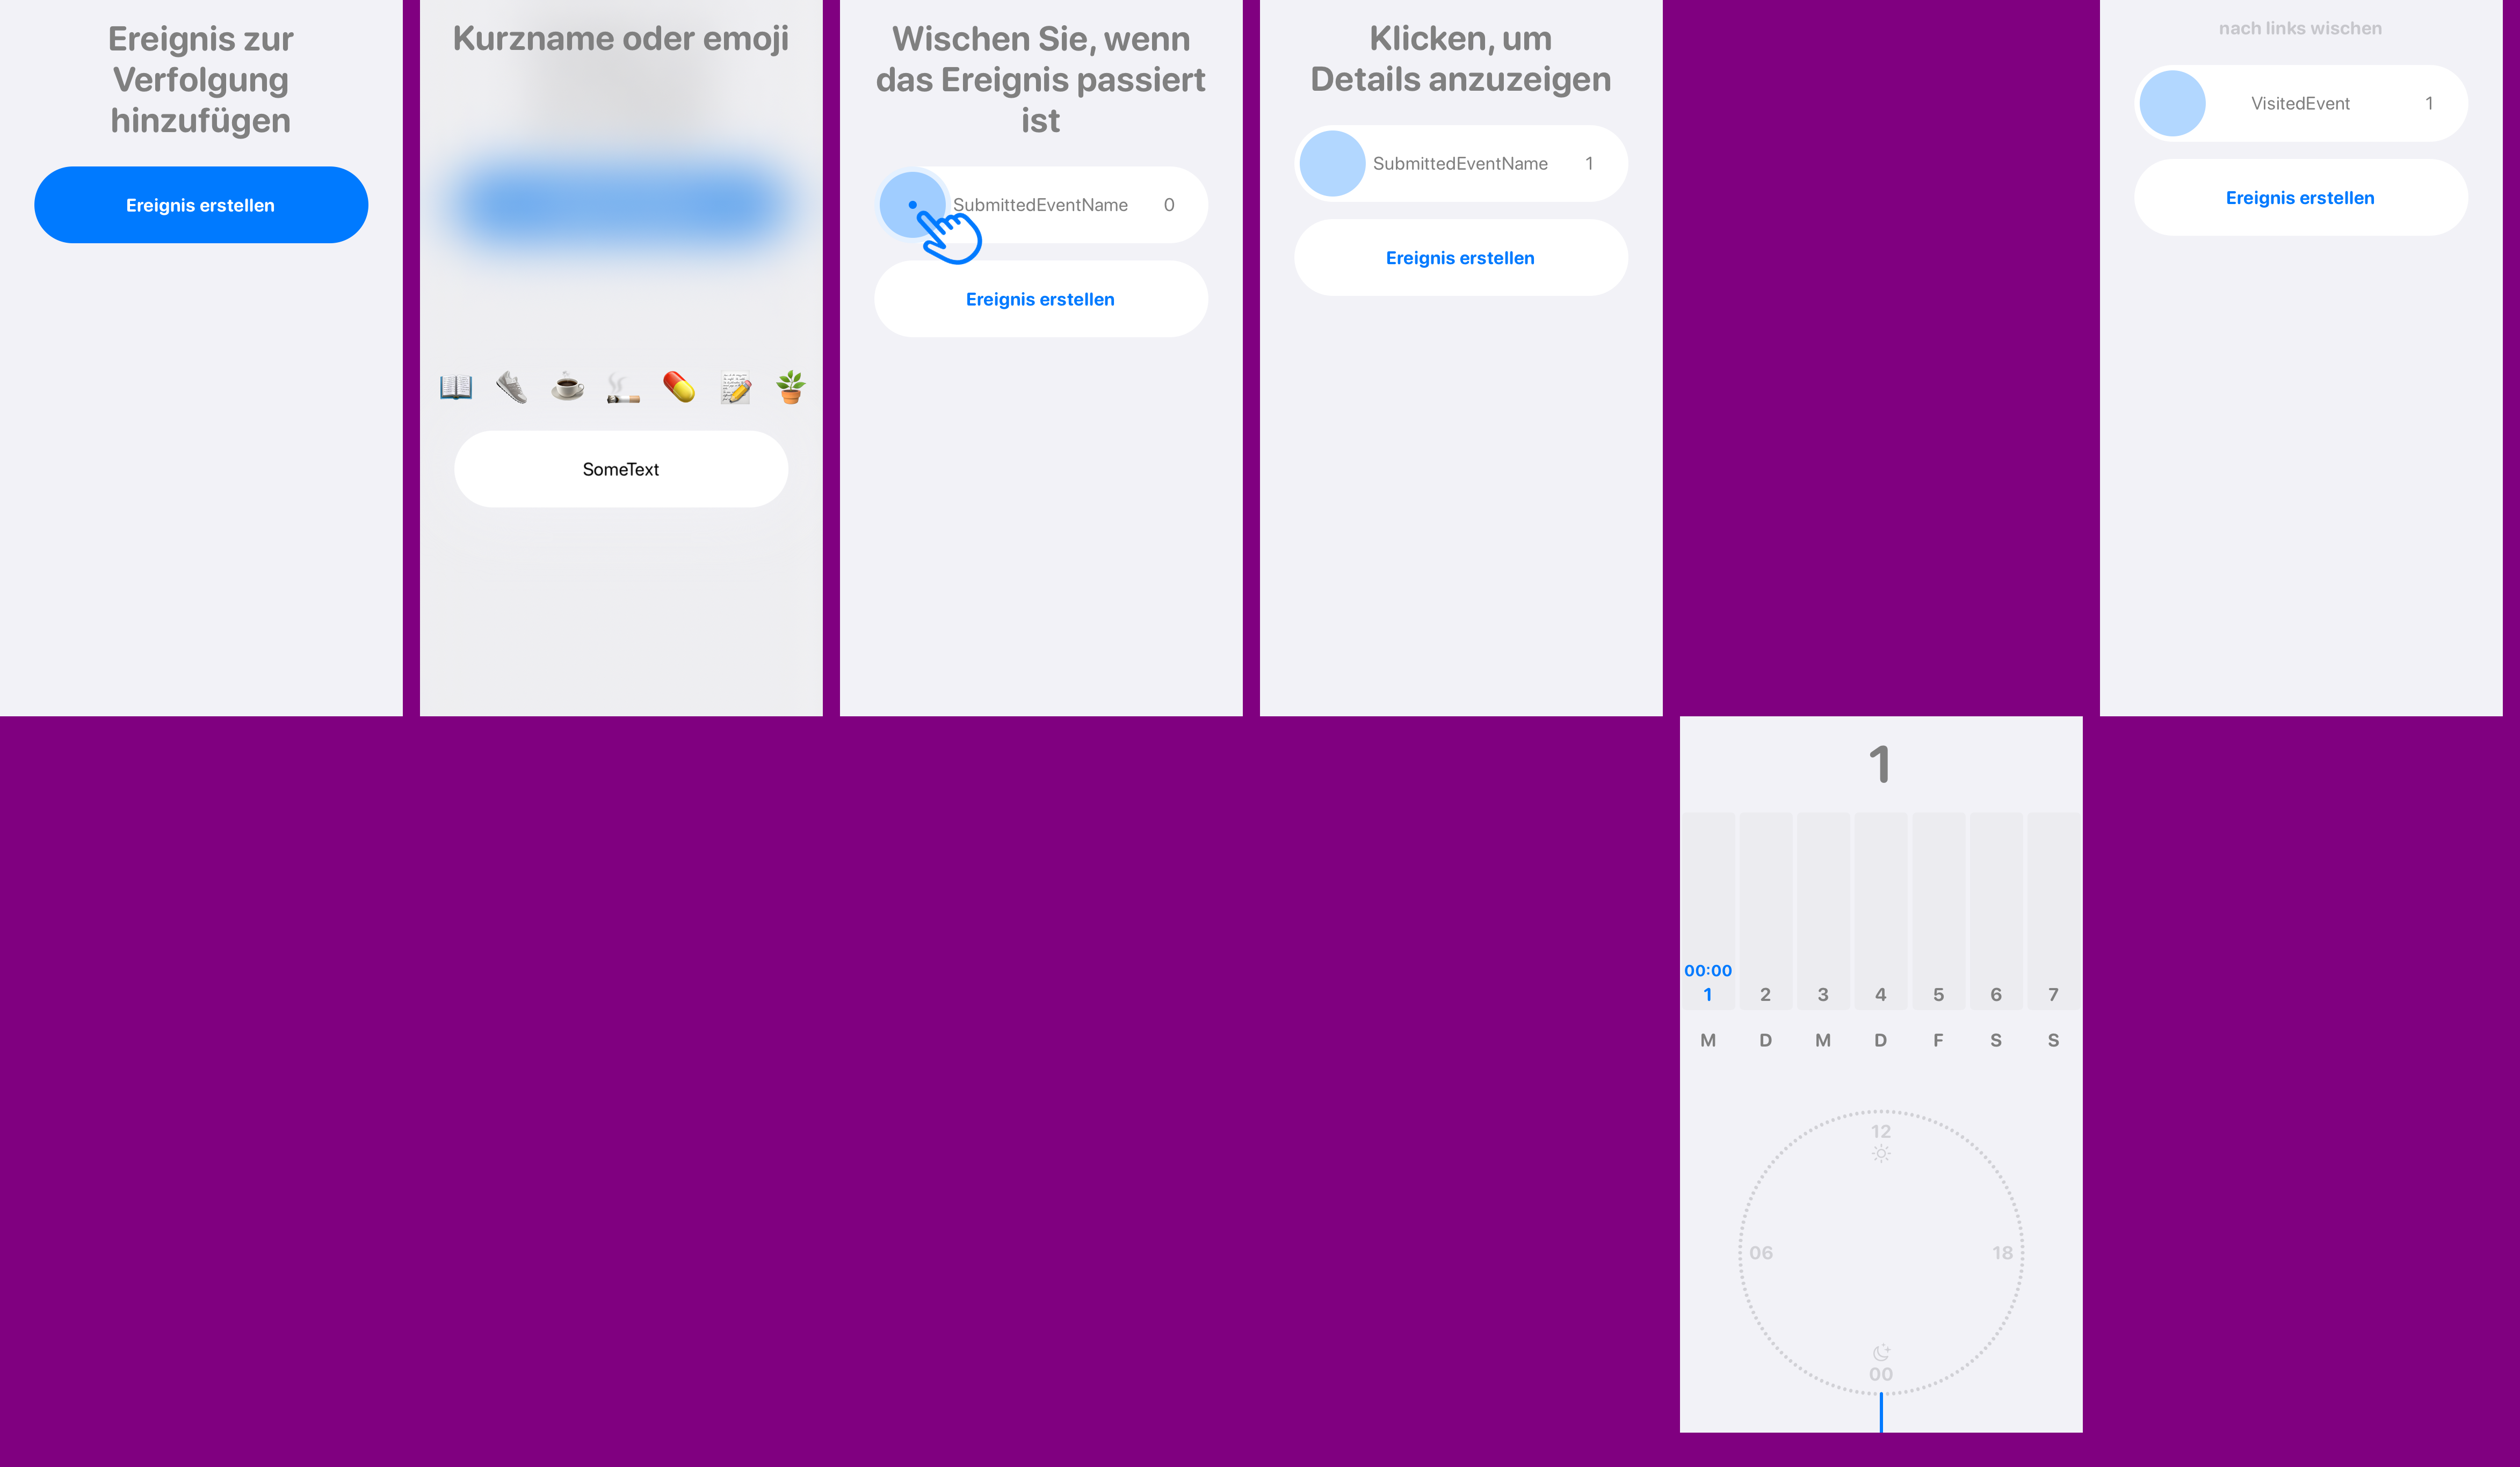 Ereignis zur
Verfolgung
hinzufügen
Ereignis erstellen
Kurzname oder emoji
SomeText
Wischen Sie, wenn
das Ereignis passiert
ist
SubmittedEventName 0
Ereignis erstellen
Klicken, um
Details anzuzeigen
SubmittedEventName 1
Ereignis erstellen
nach links wischen
VisitedEvent 1
Ereignis erstellen
1
00:00
1 2 3 4 5 6 7
M D M D F S S
12
06 18
00